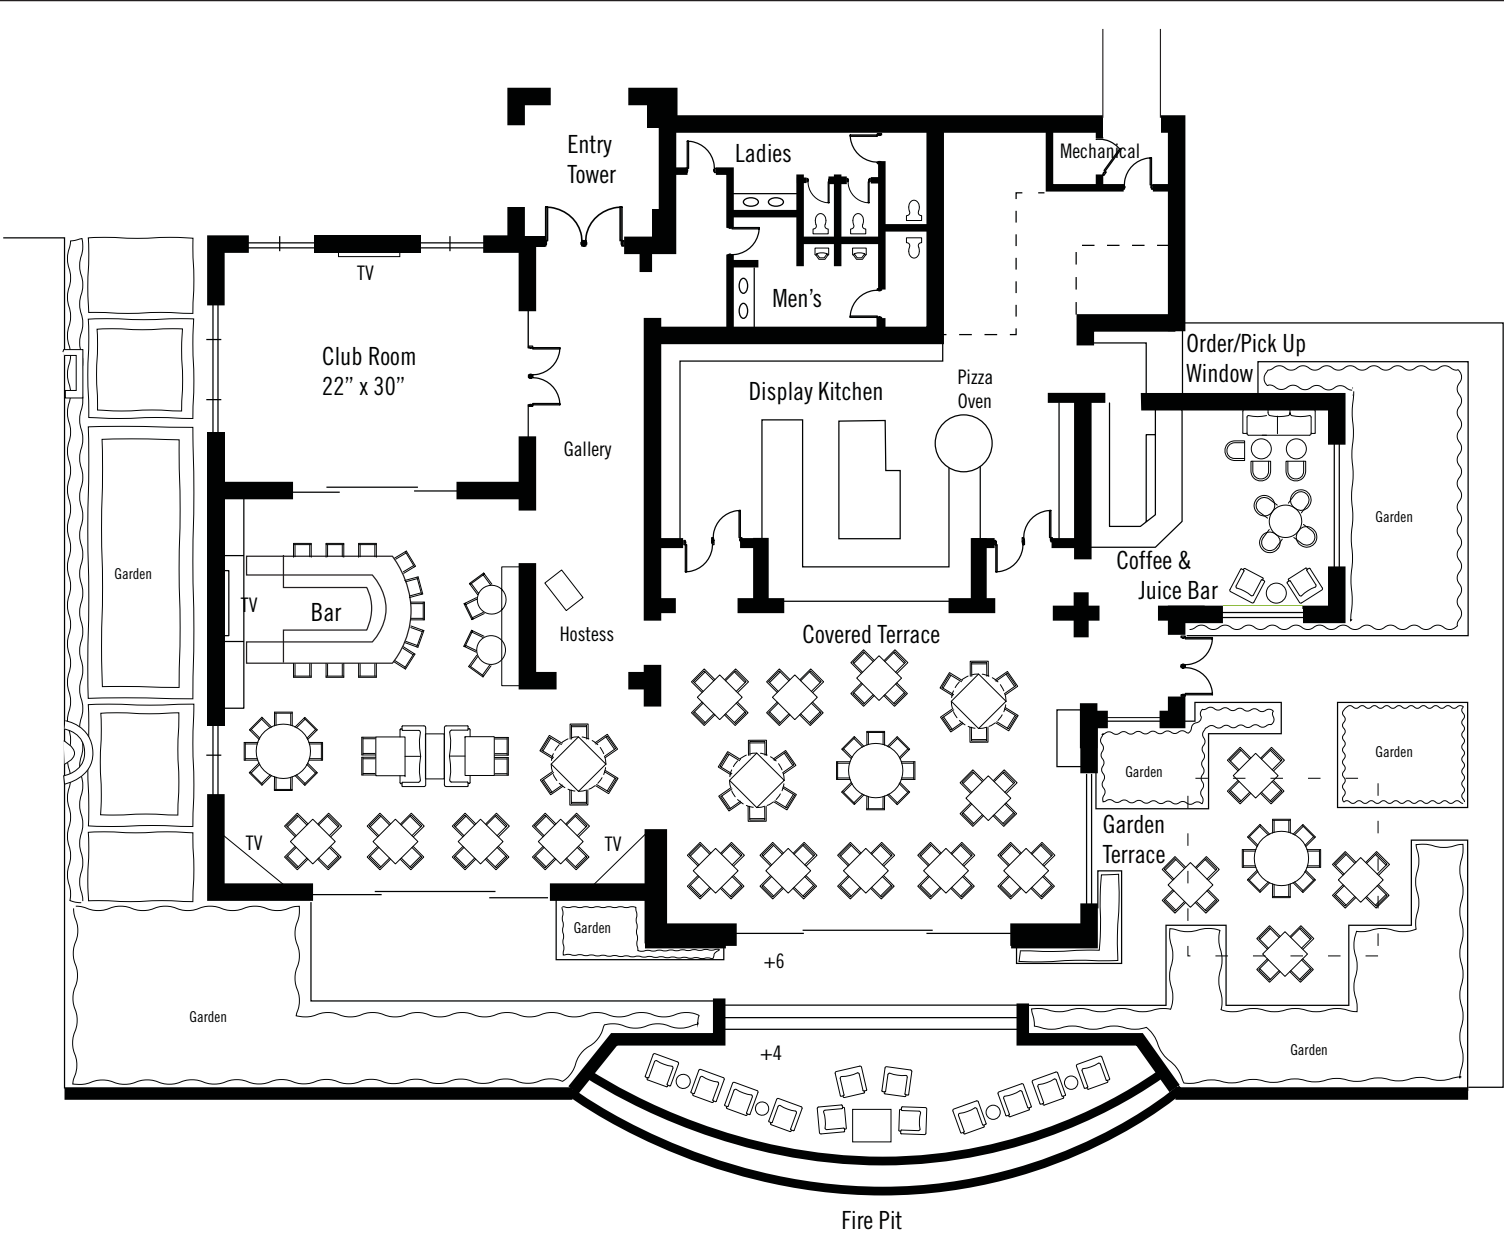 Entry
Tower
Ladies
Mechanical
TV
Men's
Club Room
22” x 30”
Order/Pick Up
Window
Display Kitchen
Pizza
Oven
Gallery
Garden
Garden
Coffee &
Juice Bar
TV
Bar
Hostess
Covered Terrace
Garden
Garden
Garden
Terrace
TV
TV
Garden
+6
Garden
+4
Garden
Fire Pit